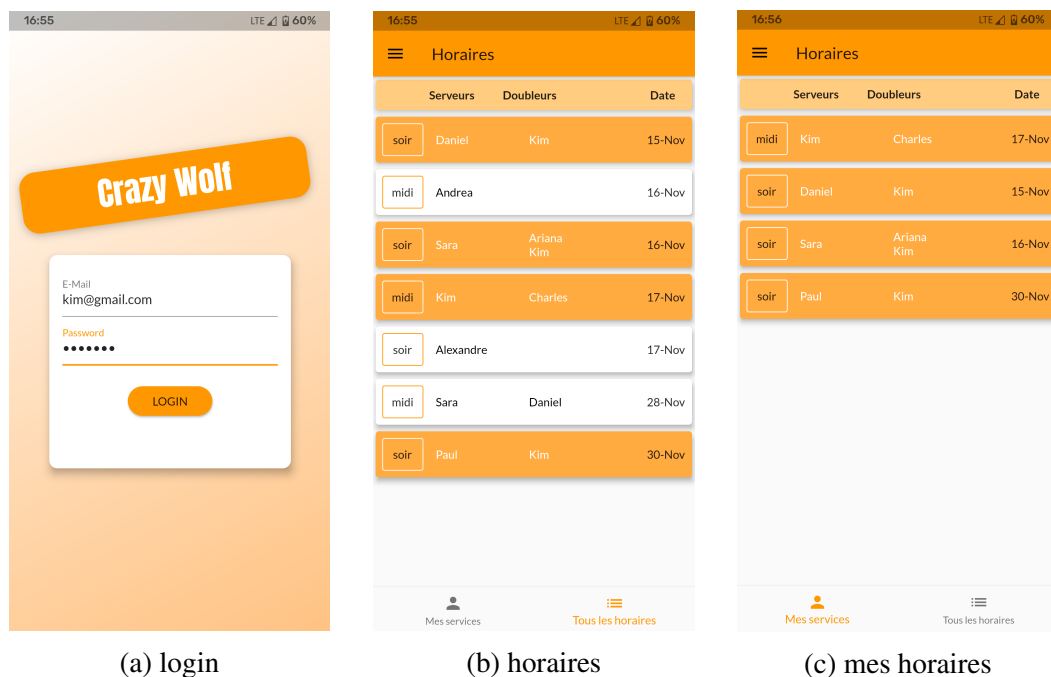 16:55 LTE 60%
Crazy Wolf
E-Mail
kim@gmail.com
Password
•••••••
LOGIN
(a) login
16:55 LTE 60%
Horaires
Serveurs Doubleurs Date
soir Daniel Kim 15-Nov
midi Andrea 16-Nov
soir Sara Ariana 16-Nov
Kim
midi Kim Charles 17-Nov
soir Alexandre 17-Nov
midi Sara Daniel 28-Nov
soir Paul Kim 30-Nov
Mes services Tous les horaires
(b) horaires
16:56 LTE 60%
Horaires
Serveurs Doubleurs Date
midi Kim Charles 17-Nov
soir Daniel Kim 15-Nov
soir Sara Ariana 16-Nov
Kim
soir Paul Kim 30-Nov
Mes services Tous les horaires
(c) mes horaires